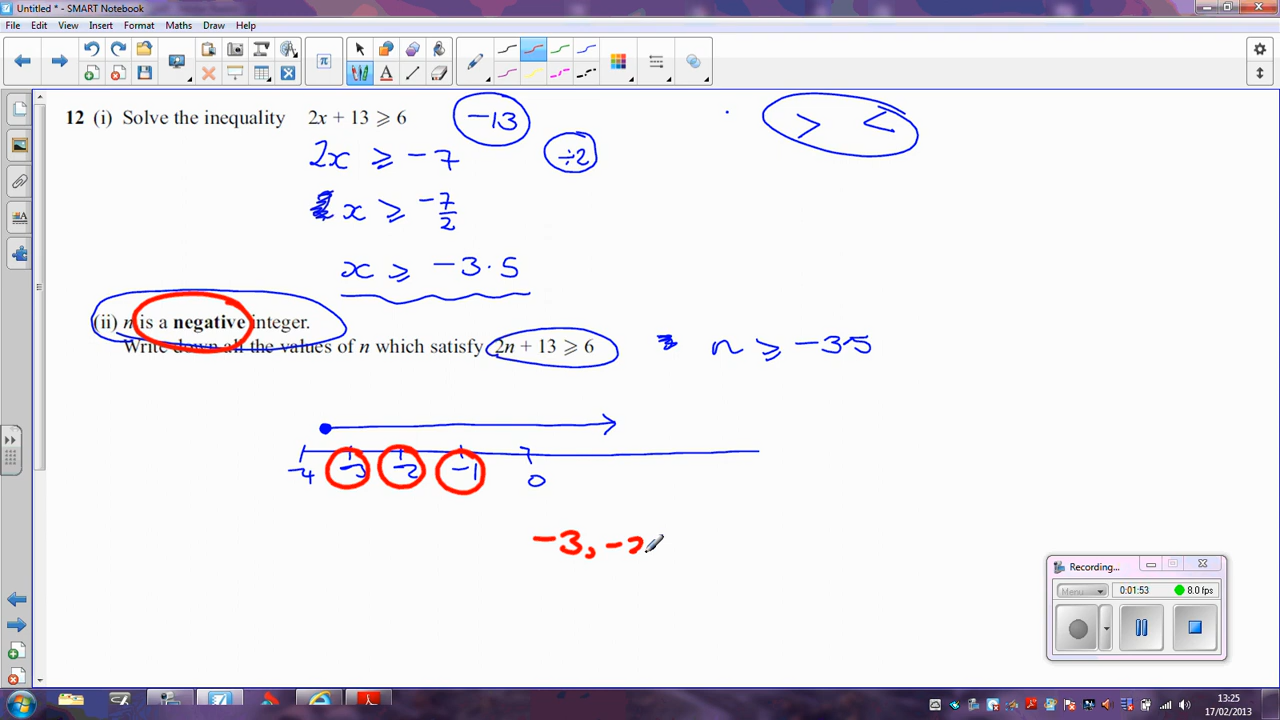 Untitled * - SMART Notebook
File Edit View Insert Format Maths Draw Help
12 (i) Solve the inequality 2x + 13 ⩾ 6
-13
> <
2x ⩾ -7
÷2
x ⩾ -7/2
x ⩾ -3·5
(ii) n is a negative integer.
Write down all the values of n which satisfy 2n + 13 ⩾ 6
n ⩾ -3·5
-4 -3 -2 -1 0
-3, -2
Recording...
Menu
0:01:53
8.0 fps
13:25
17/02/2013